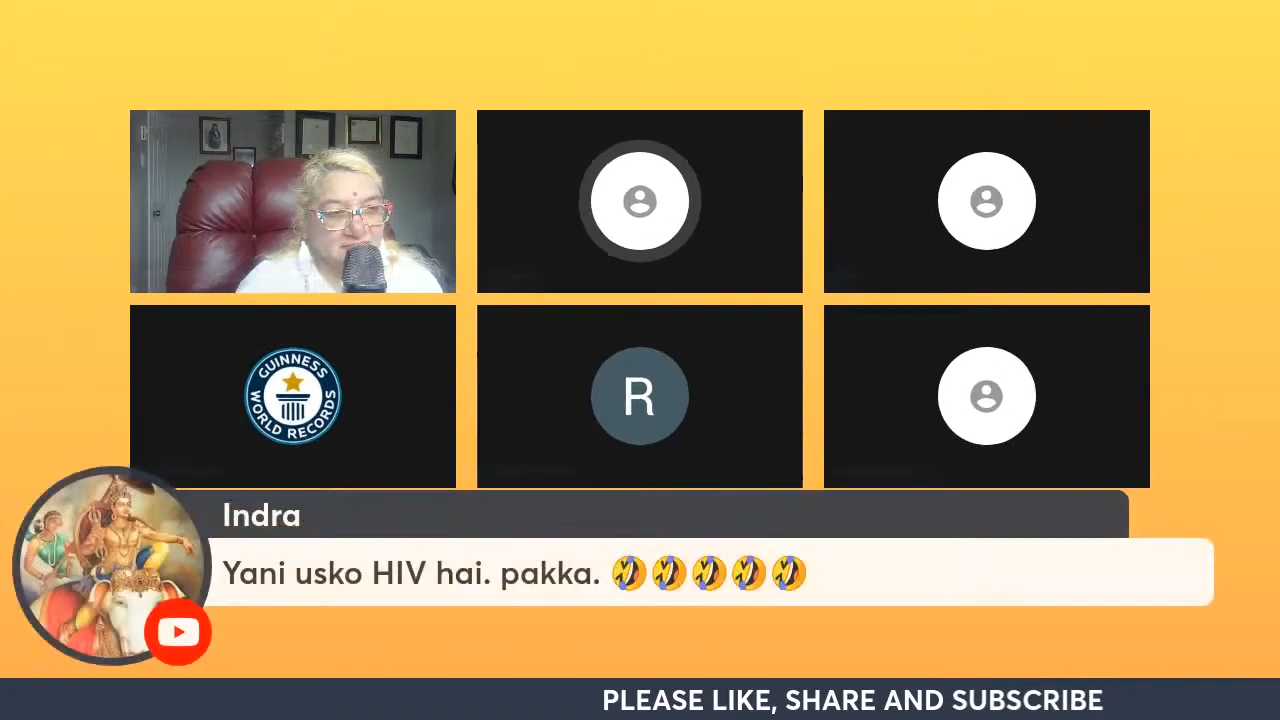 GUINNESS
WORLD RECORDS
R
Indra
Yani usko HIV hai. pakka. 🤣🤣🤣🤣🤣
PLEASE LIKE, SHARE AND SUBSCRIBE